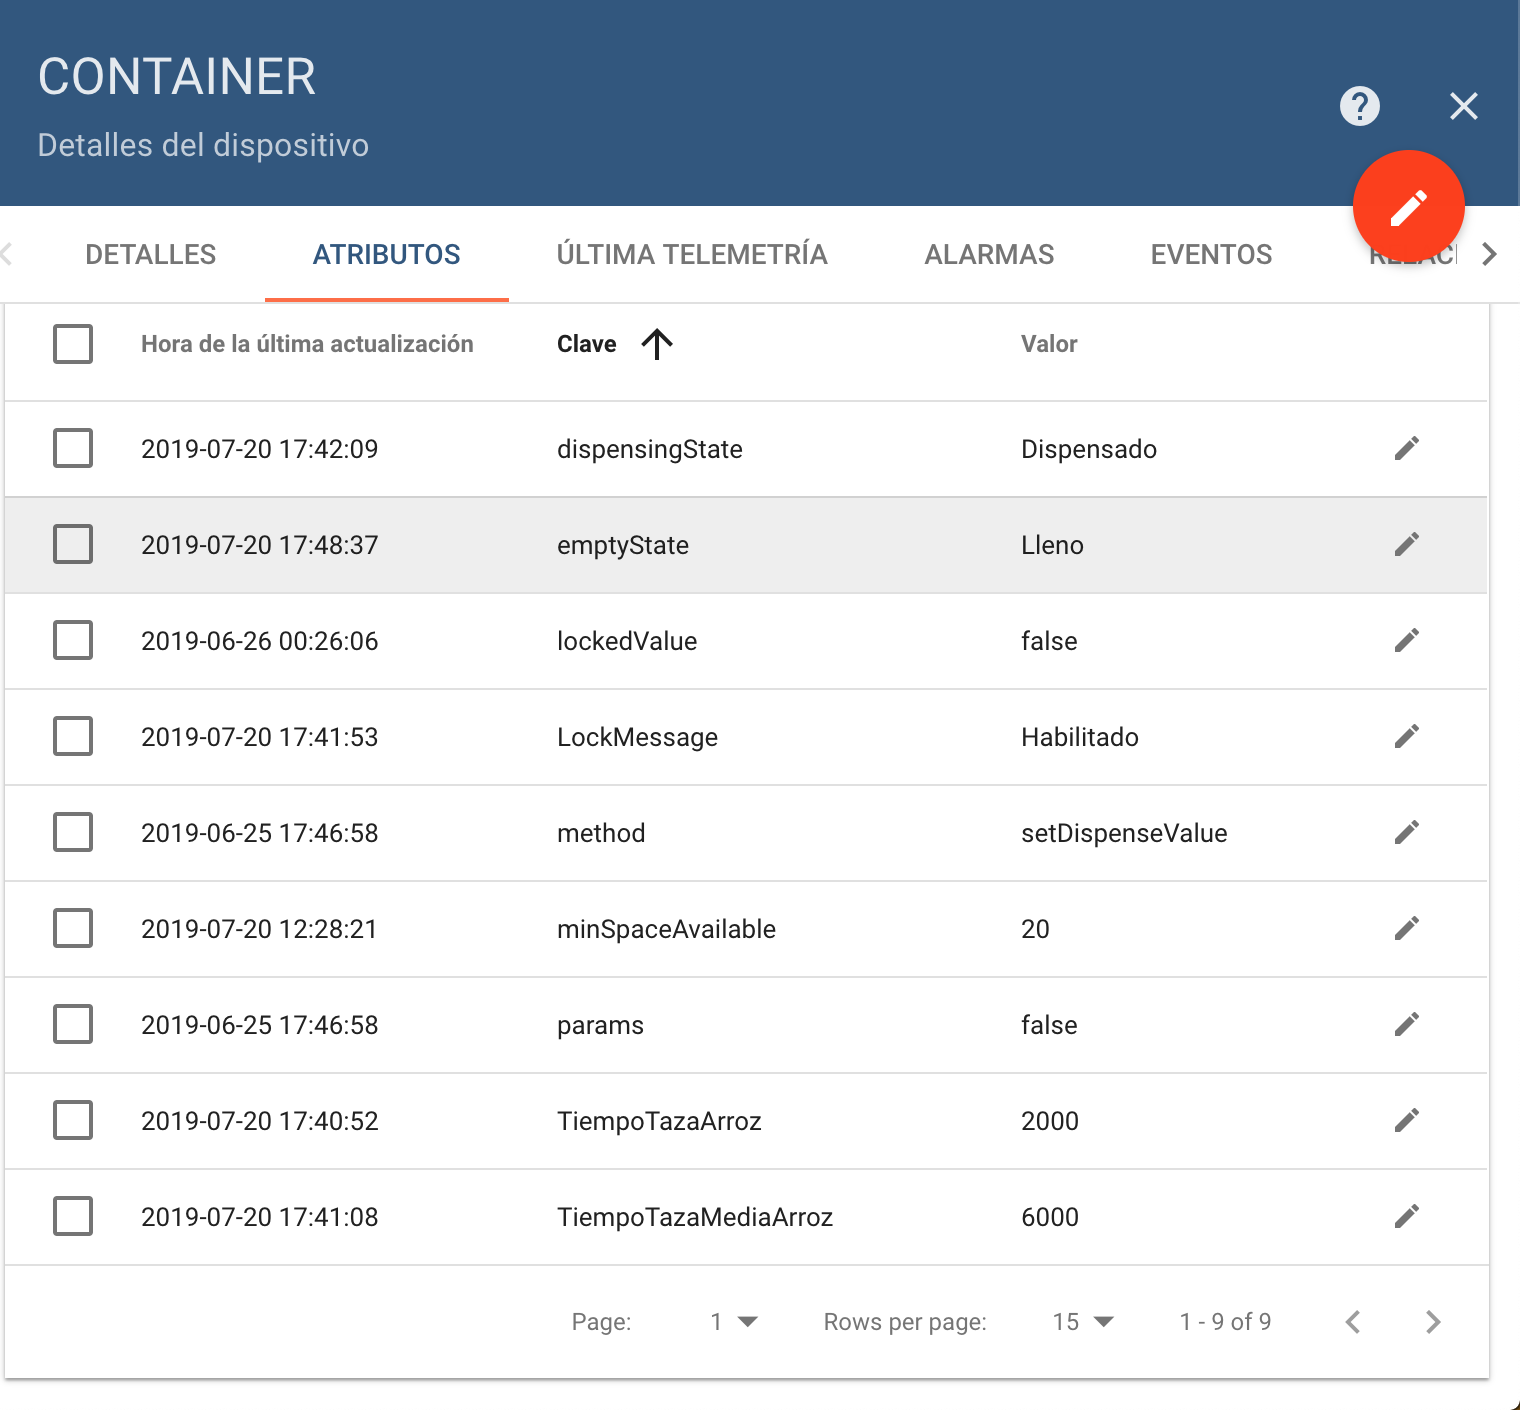 CONTAINER
Detalles del dispositivo
DETALLES ATRIBUTOS ÚLTIMA TELEMETRÍA ALARMAS EVENTOS
Hora de la última actualización Clave Valor
2019-07-20 17:42:09 dispensingState Dispensado
2019-07-20 17:48:37 emptyState Lleno
2019-06-26 00:26:06 lockedValue false
2019-07-20 17:41:53 LockMessage Habilitado
2019-06-25 17:46:58 method setDispenseValue
2019-07-20 12:28:21 minSpaceAvailable 20
2019-06-25 17:46:58 params false
2019-07-20 17:40:52 TiempoTazaArroz 2000
2019-07-20 17:41:08 TiempoTazaMediaArroz 6000
Page: 1 Rows per page: 15 1 - 9 of 9